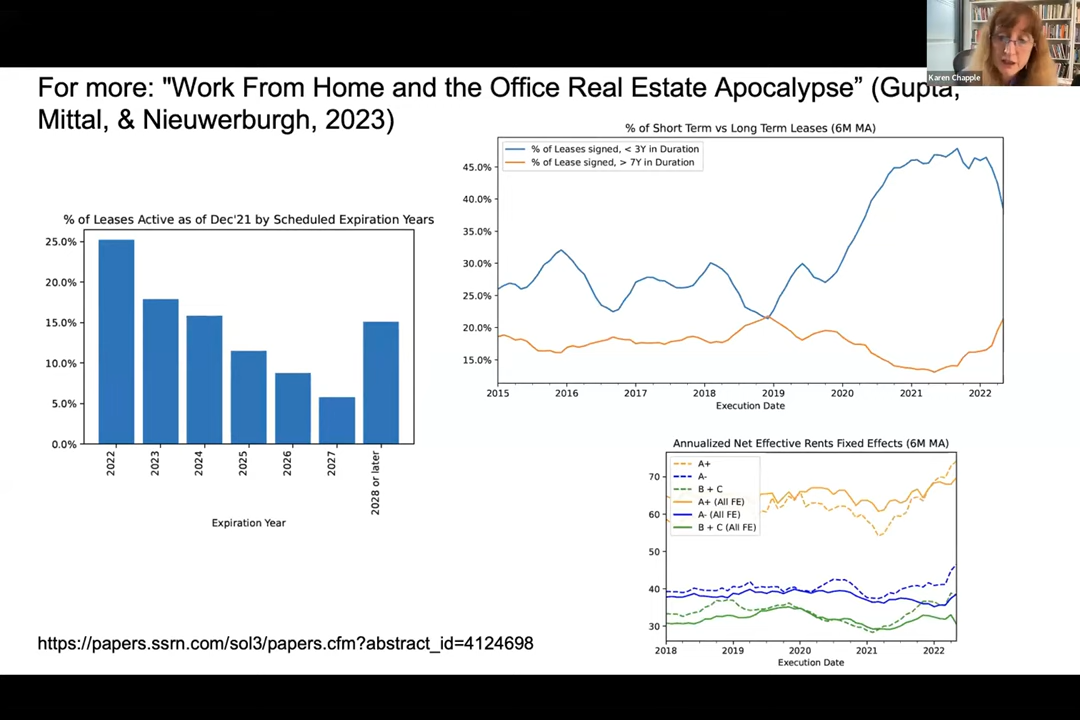 Karen Chapple
For more: "Work From Home and the Office Real Estate Apocalypse” (Gupta,
Mittal, & Nieuwerburgh, 2023)
% of Short Term vs Long Term Leases (6M MA)
% of Leases signed, < 3Y in Duration
% of Lease signed, > 7Y in Duration
45.0%
40.0%
35.0%
30.0%
25.0%
20.0%
15.0%
2015 2016 2017 2018 2019 2020 2021 2022
Execution Date
% of Leases Active as of Dec'21 by Scheduled Expiration Years
25.0%
20.0%
15.0%
10.0%
5.0%
0.0%
2022 2023 2024 2025 2026 2027 2028 or later
Expiration Year
Annualized Net Effective Rents Fixed Effects (6M MA)
A+
A-
B + C
A+ (All FE)
A- (All FE)
B + C (All FE)
70
60
50
40
30
2018 2019 2020 2021 2022
Execution Date
https://papers.ssrn.com/sol3/papers.cfm?abstract_id=4124698